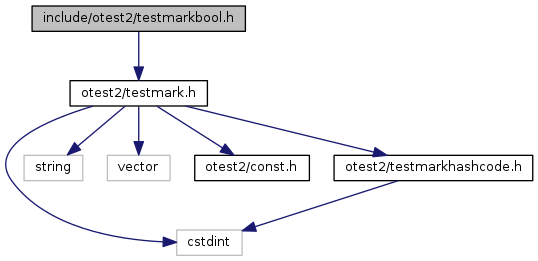 include/otest2/testmarkbool.h
otest2/testmark.h
string
vector
otest2/const.h
otest2/testmarkhashcode.h
cstdint